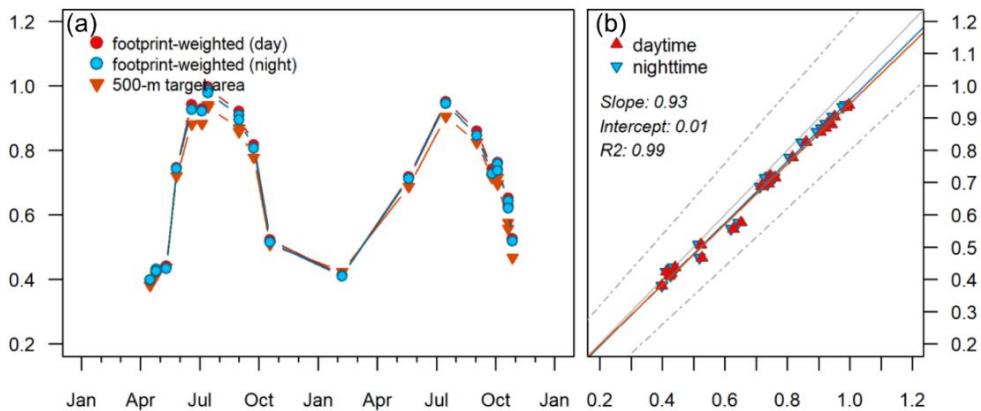 (a)
footprint-weighted (day)
footprint-weighted (night)
500-m target area
1.2
1.0
0.8
0.6
0.4
0.2
Jan Apr Jul Oct Jan Apr Jul Oct Jan
(b)
daytime
nighttime
Slope: 0.93
Intercept: 0.01
R2: 0.99
1.2
1.1
1.0
0.9
0.8
0.7
0.6
0.5
0.4
0.3
0.2
0.2 0.4 0.6 0.8 1.0 1.2